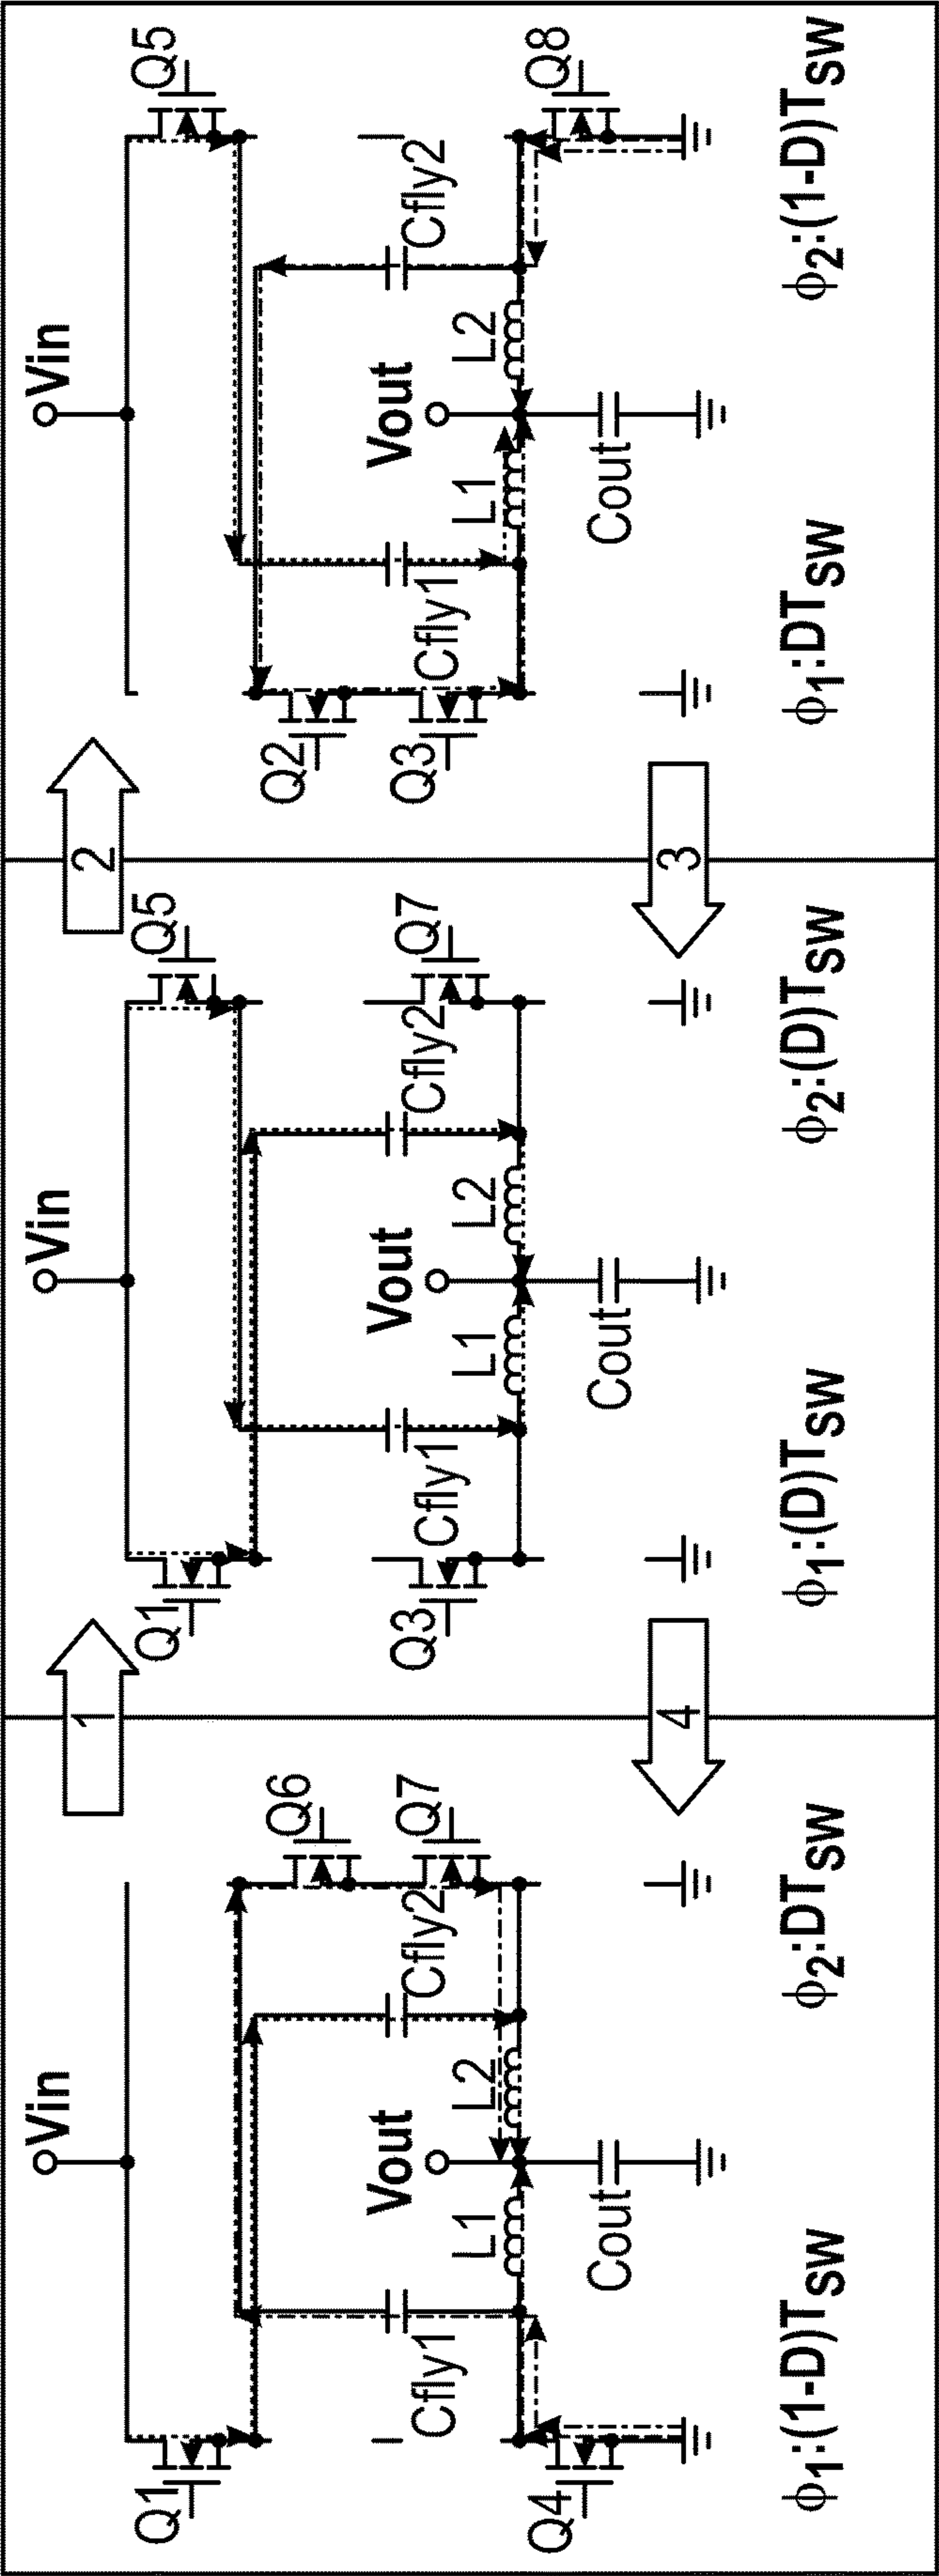 1
Vin
Q1
Q6
Q7
Cfly1
Cfly2
Vout
L1
L2
Q4
Cout
4
ϕ1:(1-D)TSW
ϕ2:DTSW
2
Vin
Q1
Q5
Q3
Q7
Cfly1
Cfly2
Vout
L1
L2
Cout
3
ϕ1:(D)TSW
ϕ2:(D)TSW
Vin
Q5
Q2
Q3
Cfly1
Cfly2
Vout
L1
L2
Q8
Cout
ϕ1:DTSW
ϕ2:(1-D)TSW